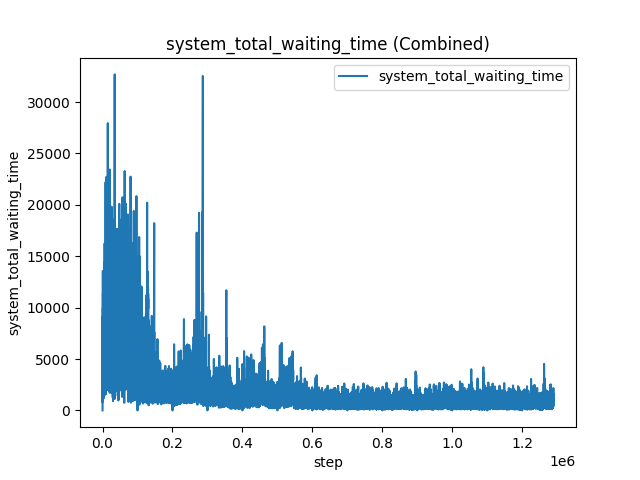 system_total_waiting_time (Combined)
system_total_waiting_time
system_total_waiting_time
30000
25000
20000
15000
10000
5000
0
0.0 0.2 0.4 0.6 0.8 1.0 1.2
1e6
step